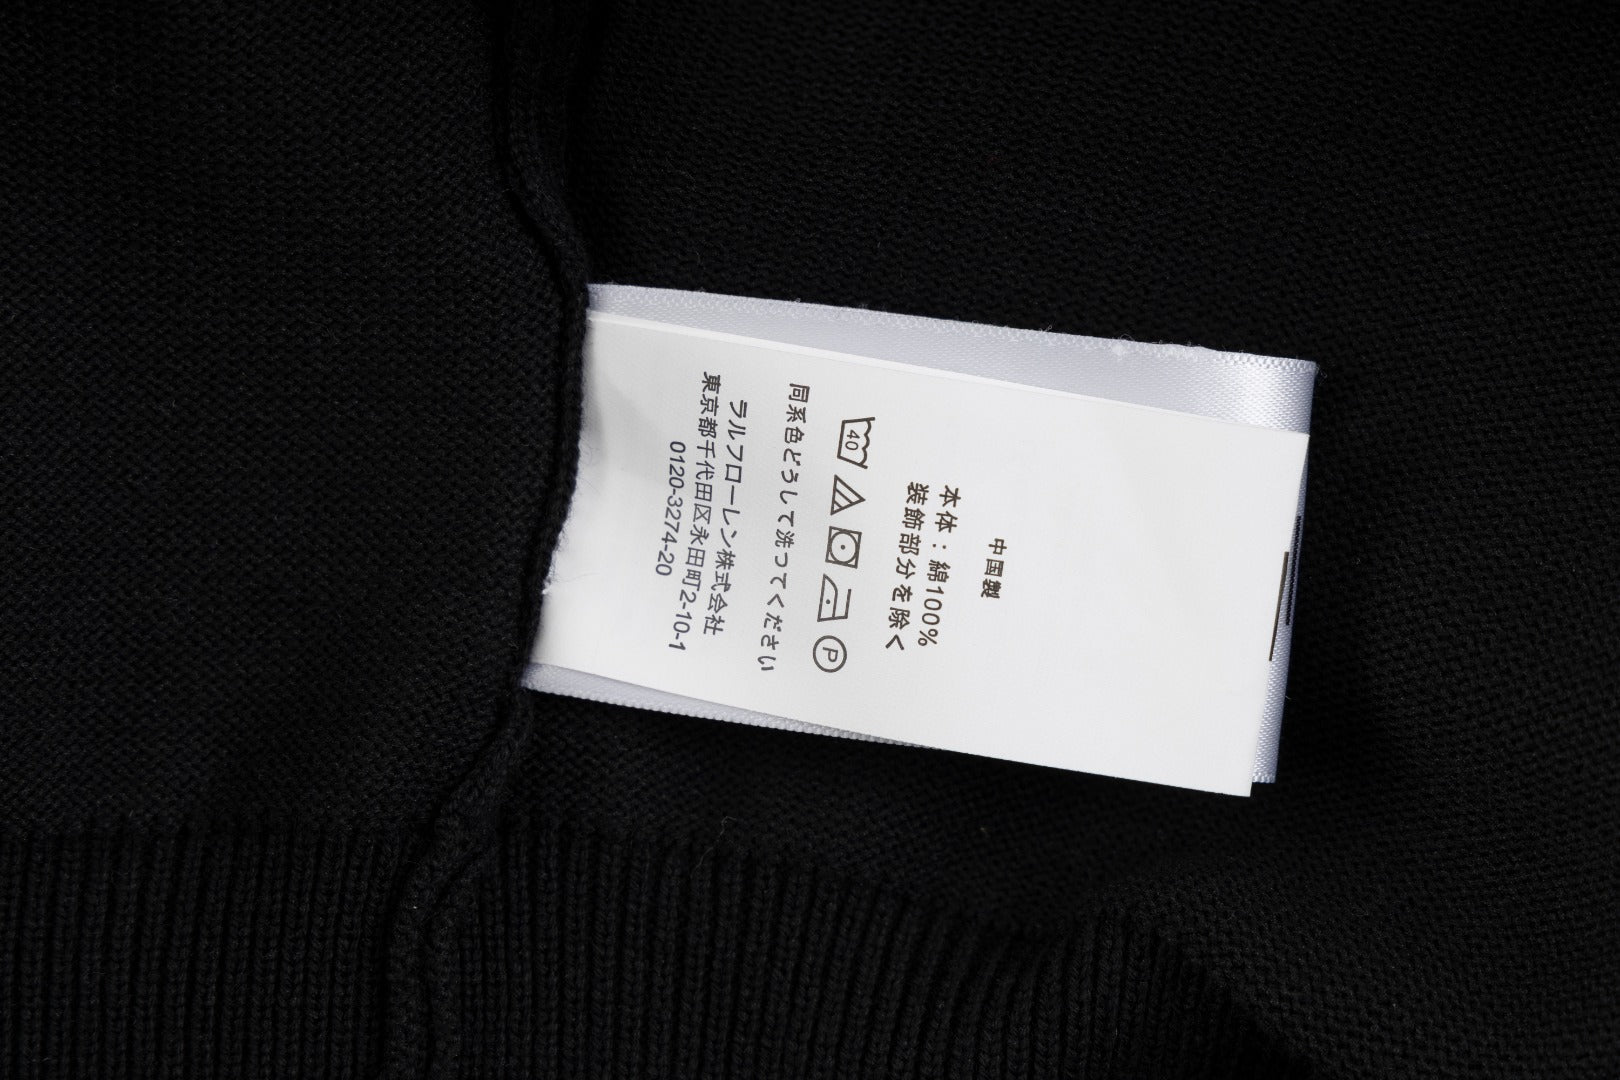 中国製
本体：綿100%
装飾部分を除く
40 P
同系色どうして洗ってください
ラルフローレン株式会社
東京都千代田区永田町2-10-1
0120-3274-20